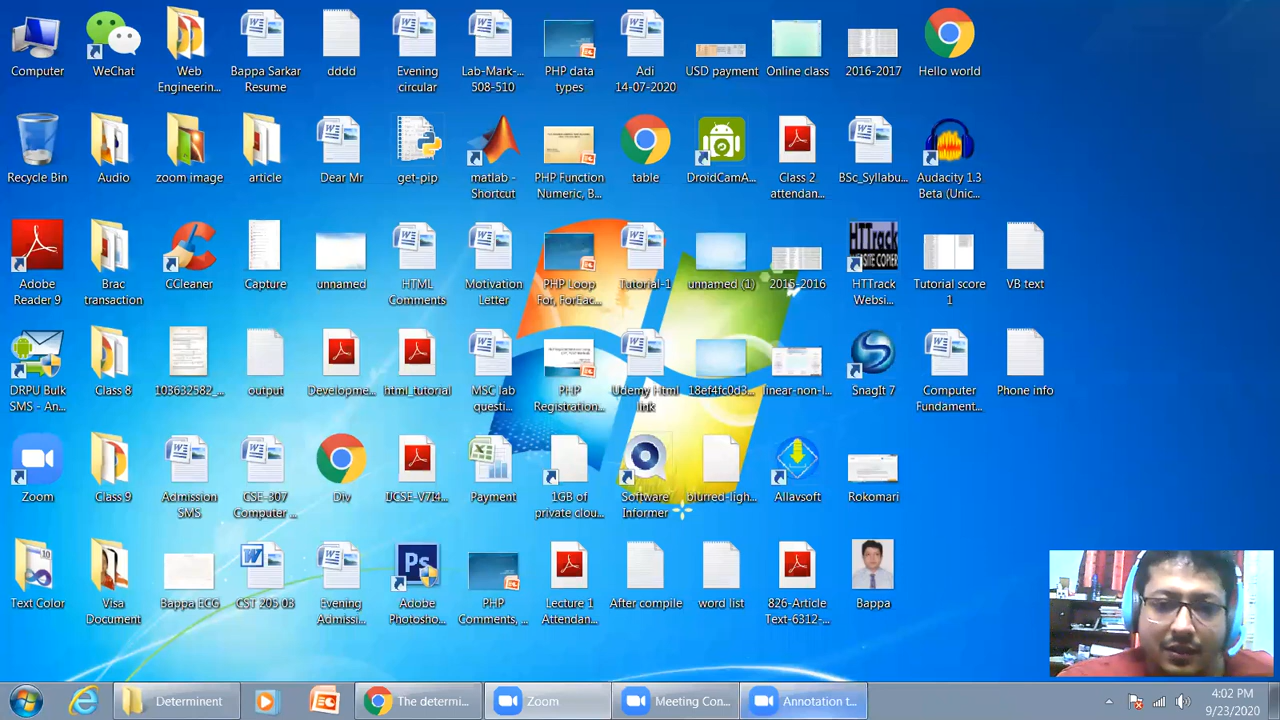 Computer
WeChat
Web
Engineerin...
Bappa Sarkar
Resume
dddd
Evening
circular
Lab-Mark-...
508-510
PHP data
types
Adi
14-07-2020
USD payment
Online class
2016-2017
Hello world
Recycle Bin
Audio
zoom image
article
Dear Mr
get-pip
matlab -
Shortcut
PHP Function
Numeric, B...
table
DroidCamA...
Class 2
attendan...
BSc_Syllabu...
Audacity 1.3
Beta (Unic...
Adobe
Reader 9
Brac
transaction
CCleaner
Capture
unnamed
HTML
Comments
Motivation
Letter
PHP Loop
For, ForEac...
Tutorial-1
unnamed (1)
2015-2016
HTTrack
Websi...
Tutorial score
1
VB text
DRPU Bulk
SMS - An...
Class 8
103632582_...
output
Developme...
html_tutorial
MSC lab
questi...
PHP
Registration...
Udemy Html
link
18ef4fc0d3...
linear-non-l...
SnagIt 7
Computer
Fundament...
Phone info
Zoom
Class 9
Admission
SMS
CSE-307
Computer ...
Div
Payment
1GB of
private clou...
Software
Informer
blurred-ligh...
Allavsoft
Rokomari
Text Color
Visa
Document
Bappa ECG
CST 205 03
Evening
Admissi...
Ps
Adobe
Photosho...
PHP
Comments, ...
Lecture 1
Attendan...
After compile
word list
826-Article
Text-6312-...
Bappa
Determinent
The determi...
Zoom
Meeting Con...
Annotation t...
4:02 PM
9/23/2020